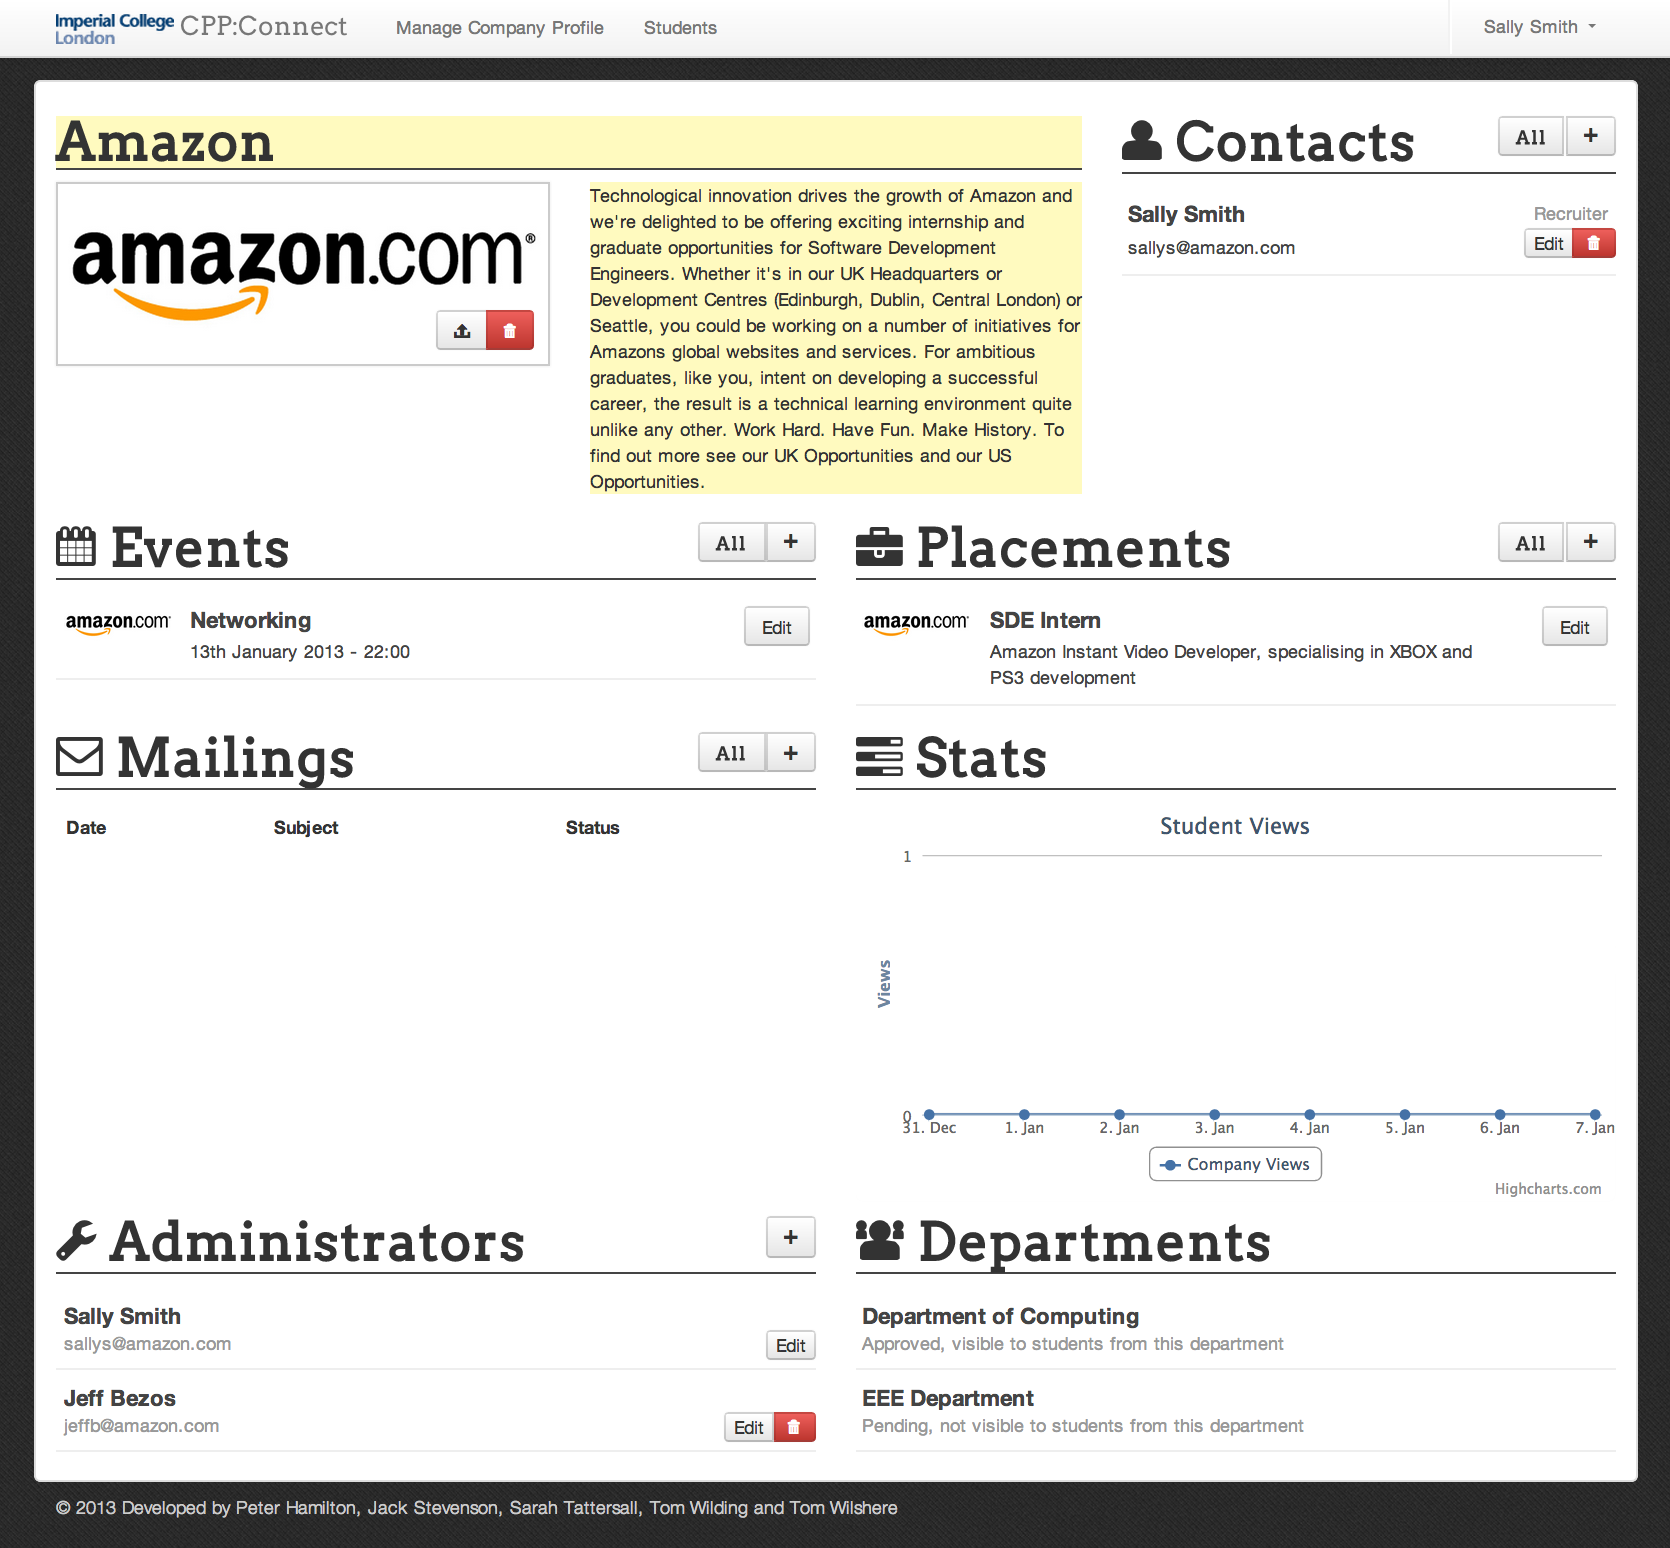 Imperial College
London
CPP:Connect
Manage Company Profile
Students
Sally Smith
Amazon
amazon.com®
Technological innovation drives the growth of Amazon and
we're delighted to be offering exciting internship and
graduate opportunities for Software Development
Engineers. Whether it's in our UK Headquarters or
Development Centres (Edinburgh, Dublin, Central London) or
Seattle, you could be working on a number of initiatives for
Amazons global websites and services. For ambitious
graduates, like you, intent on developing a successful
career, the result is a technical learning environment quite
unlike any other. Work Hard. Have Fun. Make History. To
find out more see our UK Opportunities and our US
Opportunities.
Contacts
All +
Sally Smith
Recruiter
sallys@amazon.com
Edit
Events
All +
amazon.com
Networking
13th January 2013 - 22:00
Edit
Placements
All +
amazon.com
SDE Intern
Amazon Instant Video Developer, specialising in XBOX and
PS3 development
Edit
Mailings
All +
Date Subject Status
Stats
Student Views
1
Views
0
31. Dec 1. Jan 2. Jan 3. Jan 4. Jan 5. Jan 6. Jan 7. Jan
Company Views
Highcharts.com
Administrators
+
Sally Smith
sallys@amazon.com
Edit
Jeff Bezos
jeffb@amazon.com
Edit
Departments
Department of Computing
Approved, visible to students from this department
EEE Department
Pending, not visible to students from this department
© 2013 Developed by Peter Hamilton, Jack Stevenson, Sarah Tattersall, Tom Wilding and Tom Wilshere